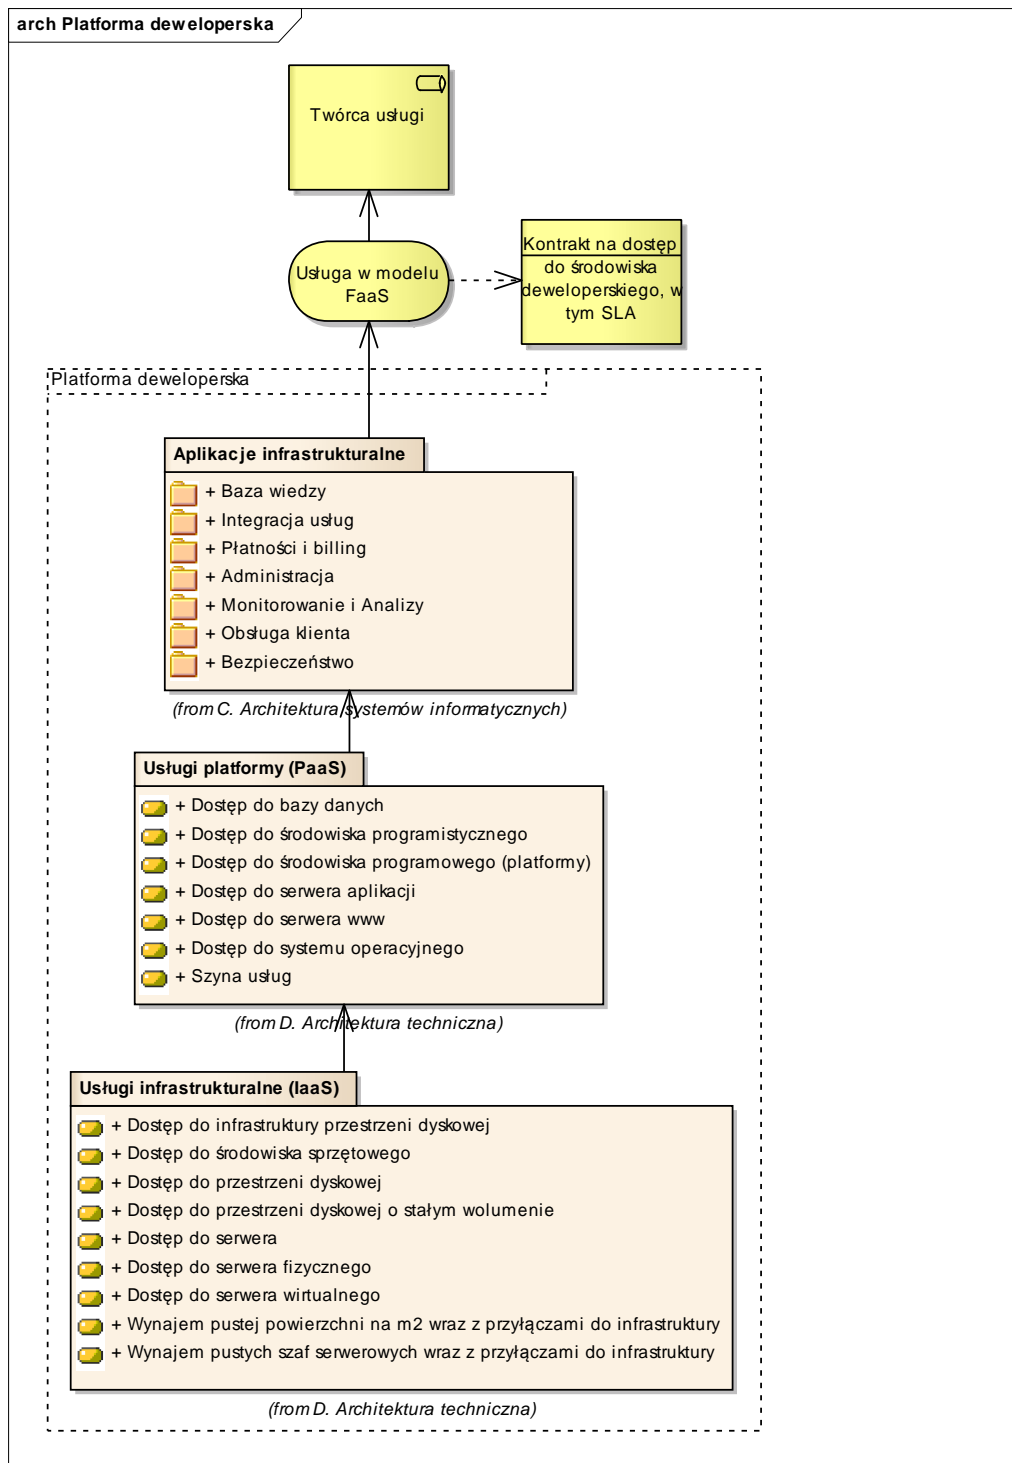 arch Platforma deweloperska
Twórca usługi
Usługa w modelu
FaaS
Kontrakt na dostęp
do środowiska
deweloperskiego, w
tym SLA
Platforma deweloperska
Aplikacje infrastrukturalne
+ Baza wiedzy
+ Integracja usług
+ Płatności i billing
+ Administracja
+ Monitorowanie i Analizy
+ Obsługa klienta
+ Bezpieczeństwo
(from C. Architektura systemów informatycznych)
Usługi platformy (PaaS)
+ Dostęp do bazy danych
+ Dostęp do środowiska programistycznego
+ Dostęp do środowiska programowego (platformy)
+ Dostęp do serwera aplikacji
+ Dostęp do serwera www
+ Dostęp do systemu operacyjnego
+ Szyna usług
(from D. Architektura techniczna)
Usługi infrastrukturalne (IaaS)
+ Dostęp do infrastruktury przestrzeni dyskowej
+ Dostęp do środowiska sprzętowego
+ Dostęp do przestrzeni dyskowej
+ Dostęp do przestrzeni dyskowej o stałym wolumenie
+ Dostęp do serwera
+ Dostęp do serwera fizycznego
+ Dostęp do serwera wirtualnego
+ Wynajem pustej powierzchni na m2 wraz z przyłączami do infrastruktury
+ Wynajem pustych szaf serwerowych wraz z przyłączami do infrastruktury
(from D. Architektura techniczna)